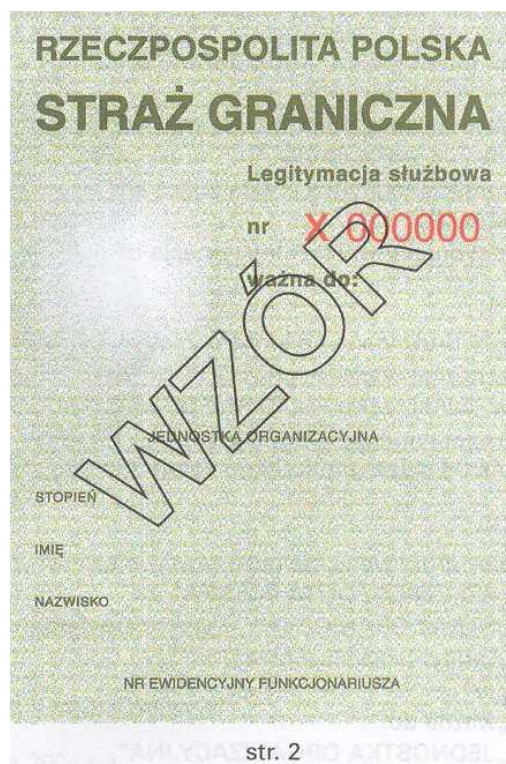 RZECZPOSPOLITA POLSKA
STRAŻ GRANICZNA
Legitymacja służbowa
nr X 000000
ważna do:
WZÓR
JEDNOSTKA ORGANIZACYJNA
STOPIEŃ
IMIĘ
NAZWISKO
NR EWIDENCYJNY FUNKCJONARIUSZA
str. 2